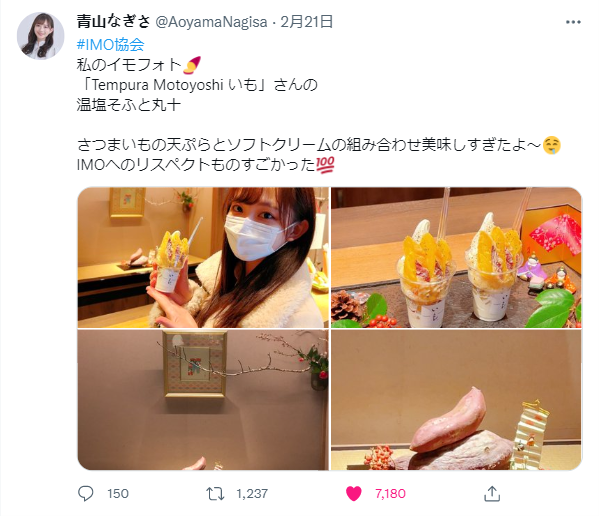 青山なぎさ @AoyamaNagisa · 2月21日
#IMO協会
私のイモフォト🍠
「Tempura Motoyoshi いも」さんの
温塩そふと丸十
さつまいもの天ぷらとソフトクリームの組み合わせ美味しすぎたよ〜🤤
IMOへのリスペクトものすごかった💯
150
1,237
7,180